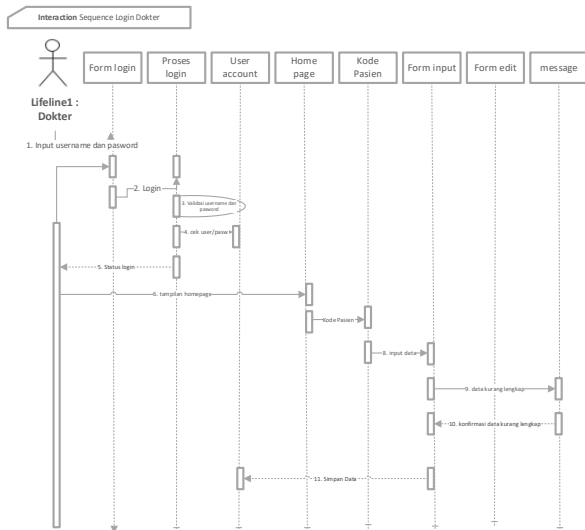 Interaction Sequence Login Dokter
Form login
Proses
login
User
account
Home
page
Kode
Pasien
Form input
Form edit
message
Lifeline1 :
Dokter
1. Input username dan pasword
2. Login
3. Validasi username dan
pasword
4. cek user/pasw
5. Status login
6. tampilan homepage
Kode Pasien
8. input data
9. data kurang lengkap
10. konfirmasi data kurang lengkap
11. Simpan Data